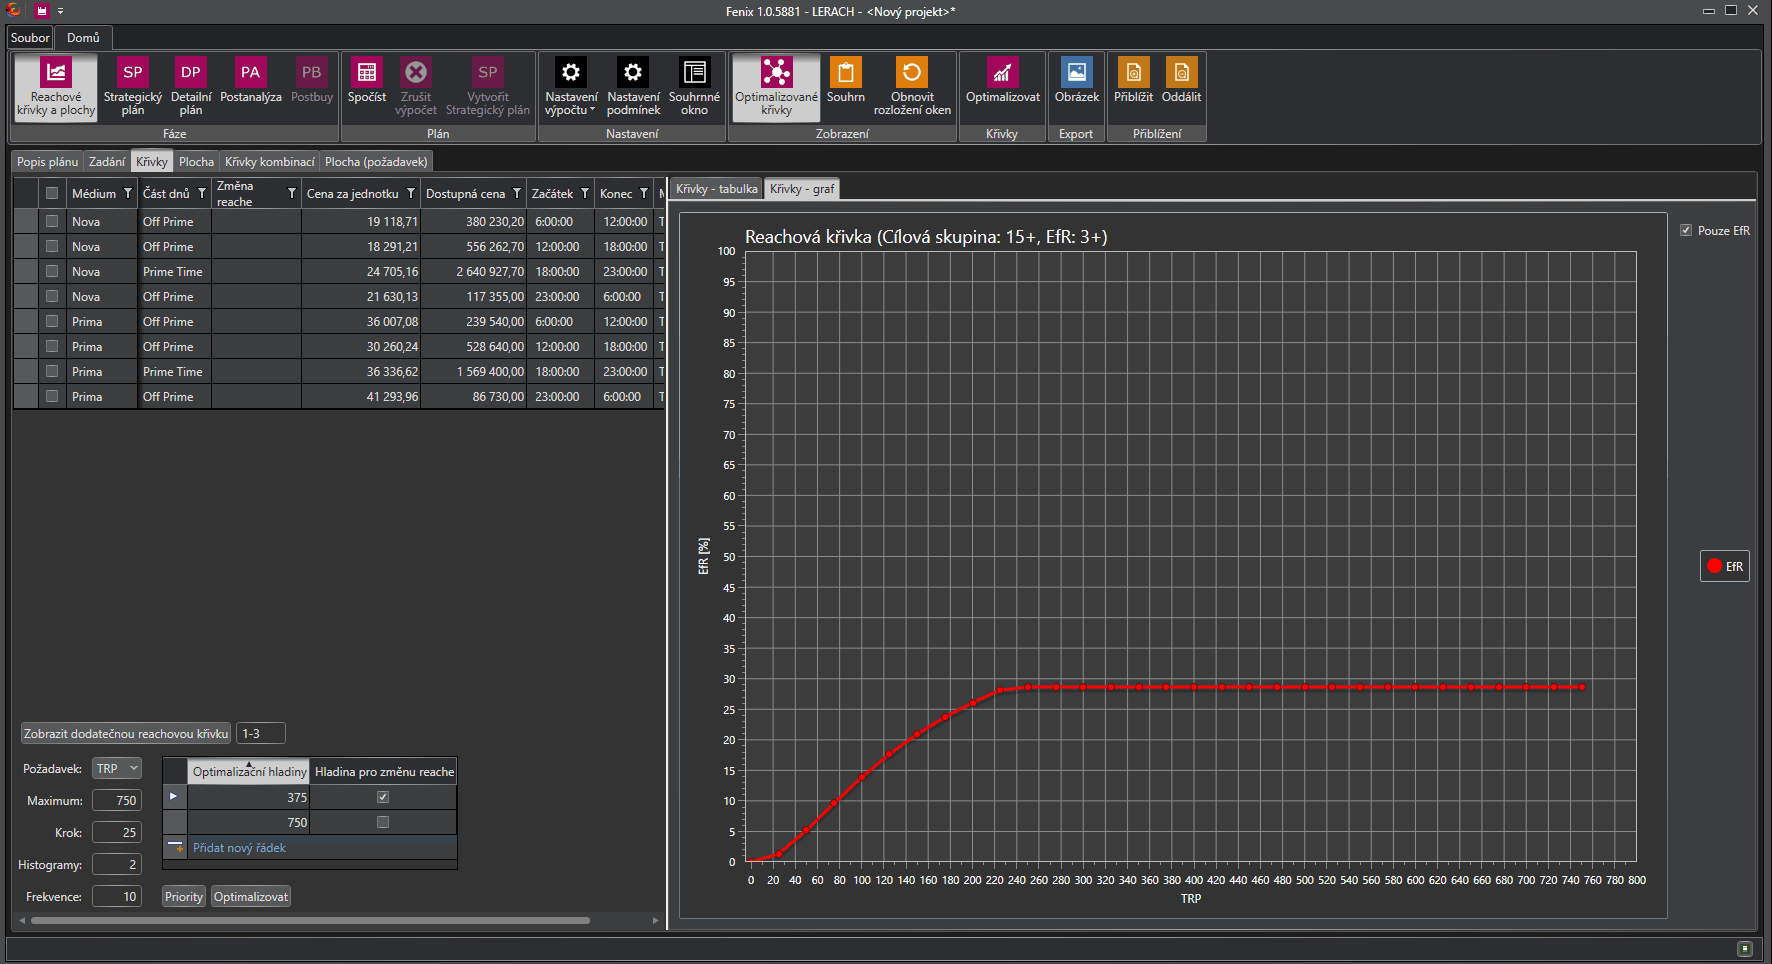 Fenix 1.0.5881 - LERACH - <Nový projekt>*
Soubor Domů
Reachové křivky a plochy
SP Strategický plán
DP Detailní plán
PA Postanalýza
PB Postbuy
Fáze
Spočíst
Zrušit výpočet
SP Vytvořit Strategický plán
Plán
Nastavení výpočtu
Nastavení podmínek
Souhrnné okno
Nastavení
Optimalizované křivky
Souhrn
Obnovit rozložení oken
Zobrazení
Optimalizovat
Křivky
Obrázek
Export
Přiblížit
Oddálit
Přiblížení
Popis plánu Zadání Křivky Plocha Křivky kombinací Plocha (požadavek)
Médium Část dnů Změna reache Cena za jednotku Dostupná cena Začátek Konec
Nova Off Prime 19 118,71 380 230,20 6:00:00 12:00:00 T
Nova Off Prime 18 291,21 556 262,70 12:00:00 18:00:00 T
Nova Prime Time 24 705,16 2 640 927,70 18:00:00 23:00:00 T
Nova Off Prime 21 630,13 117 355,00 23:00:00 6:00:00 T
Prima Off Prime 36 007,08 239 540,00 6:00:00 12:00:00 T
Prima Off Prime 30 260,24 528 640,00 12:00:00 18:00:00 T
Prima Prime Time 36 336,62 1 569 400,00 18:00:00 23:00:00 T
Prima Off Prime 41 293,96 86 730,00 23:00:00 6:00:00 T
Zobrazit dodatečnou reachovou křivku 1-3
Požadavek: TRP
Maximum: 750
Krok: 25
Histogramy: 2
Frekvence: 10
Optimalizační hladiny Hladina pro změnu reache
375
750
Přidat nový řádek
Priority Optimalizovat
Křivky - tabulka Křivky - graf
Reachová křivka (Cílová skupina: 15+, EfR: 3+)
Pouze EfR
100
95
90
85
80
75
70
65
60
55
50
45
40
35
30
25
20
15
10
5
0
EfR [%]
0 20 40 60 80 100 120 140 160 180 200 220 240 260 280 300 320 340 360 380 400 420 440 460 480 500 520 540 560 580 600 620 640 660 680 700 720 740 760 780 800
TRP
EfR